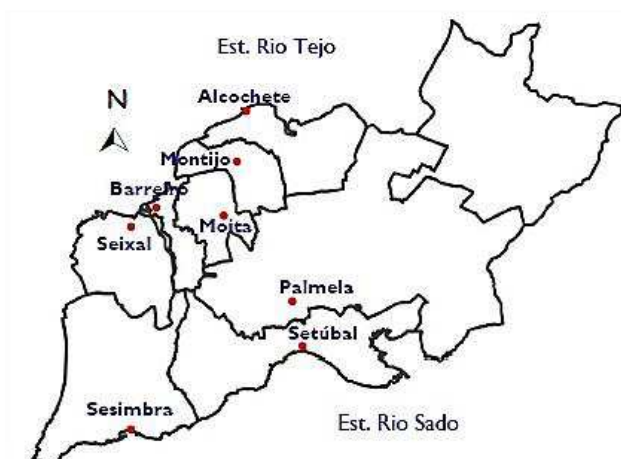 Est. Rio Tejo
N
Alcochete
Montijo
Barreiro
Moita
Seixal
Palmela
Setúbal
Sesimbra
Est. Rio Sado